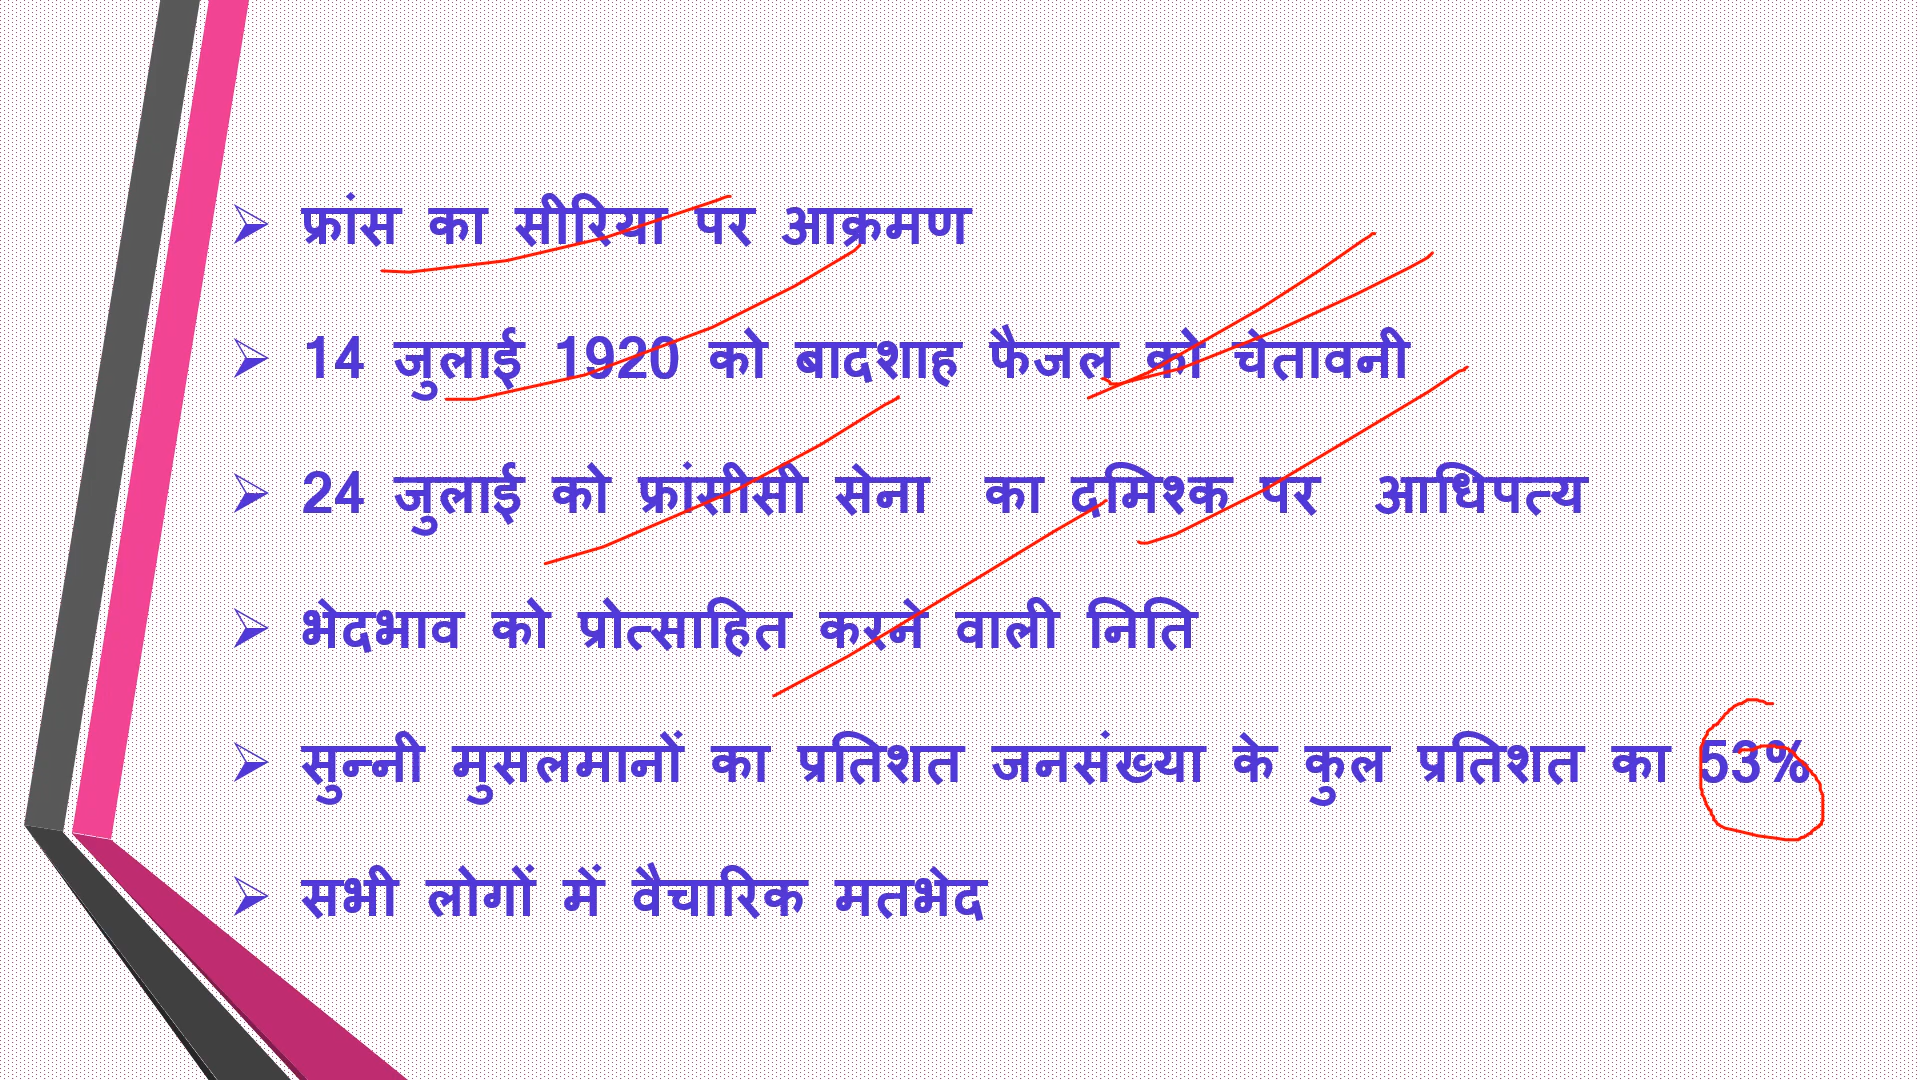 फ्रांस का सीरिया पर आक्रमण
14 जुलाई 1920 को बादशाह फैजल को चेतावनी
24 जुलाई को फ्रांसीसी सेना का दमिश्क पर आधिपत्य
भेदभाव को प्रोत्साहित करने वाली निति
सुन्नी मुसलमानों का प्रतिशत जनसंख्या के कुल प्रतिशत का 53%
सभी लोगों में वैचारिक मतभेद